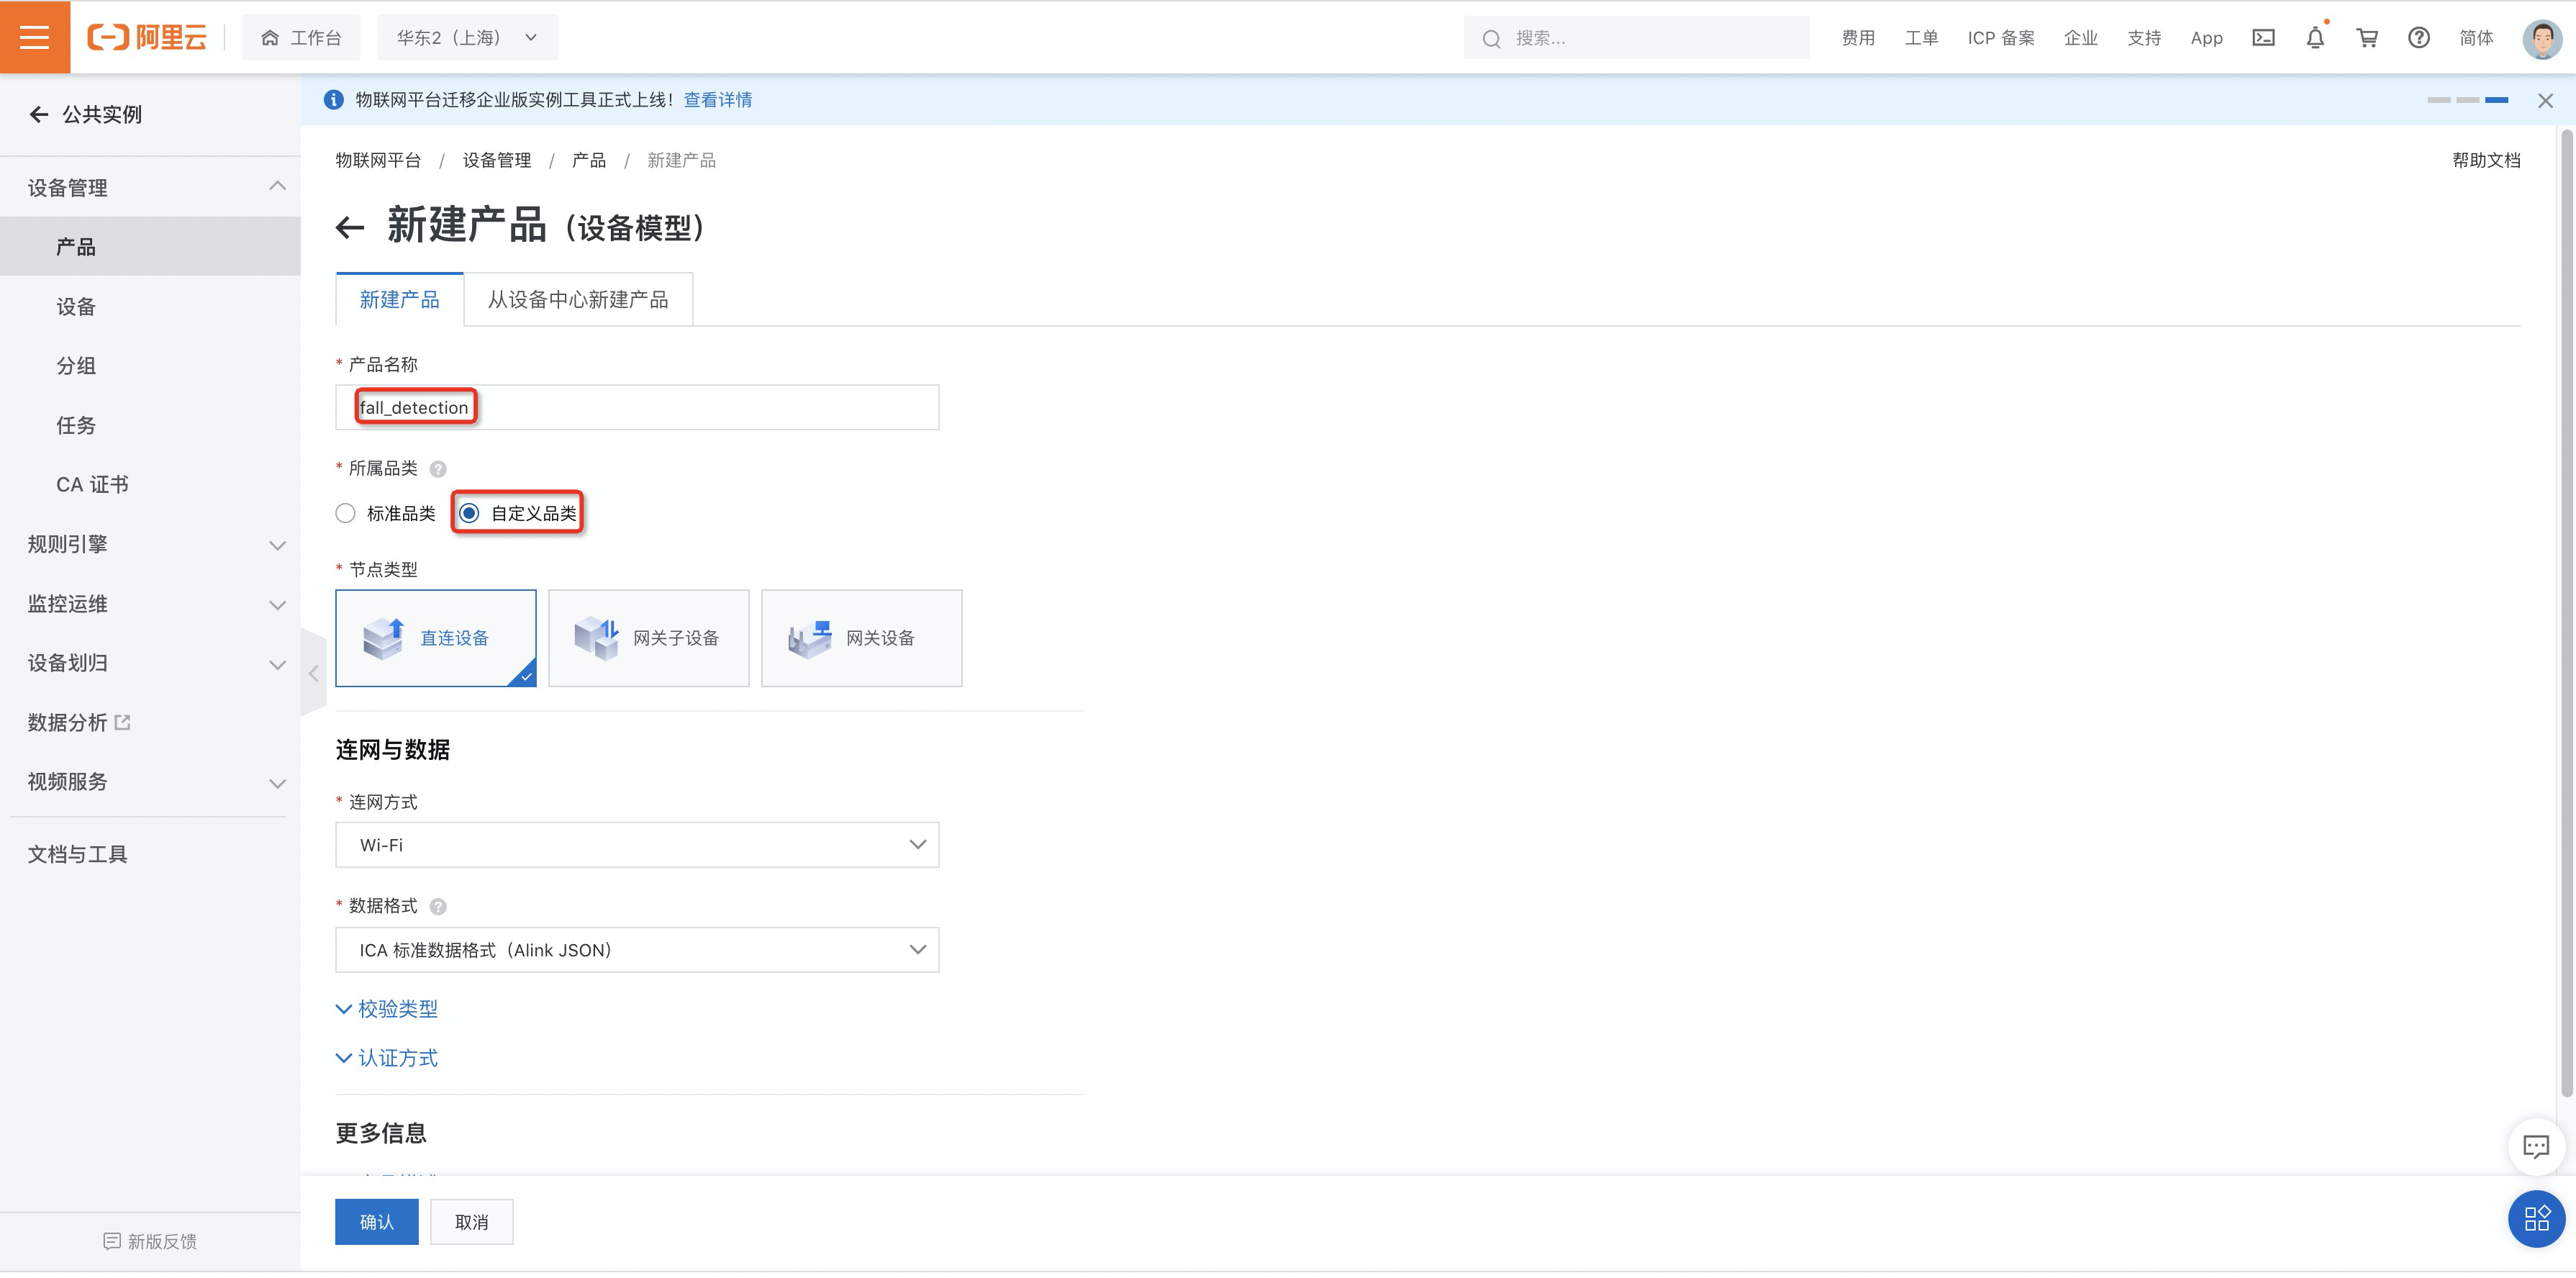 阿里云
工作台
华东2（上海）
搜索...
费用
工单
ICP 备案
企业
支持
App
简体
公共实例
设备管理
产品
设备
分组
任务
CA 证书
规则引擎
监控运维
设备划归
数据分析
视频服务
文档与工具
新版反馈
物联网平台迁移企业版实例工具正式上线！查看详情
物联网平台 / 设备管理 / 产品 / 新建产品
帮助文档
新建产品（设备模型）
新建产品
从设备中心新建产品
* 产品名称
fall_detection
* 所属品类
标准品类
自定义品类
* 节点类型
直连设备
网关子设备
网关设备
连网与数据
* 连网方式
Wi-Fi
* 数据格式
ICA 标准数据格式（Alink JSON）
校验类型
认证方式
更多信息
确认
取消